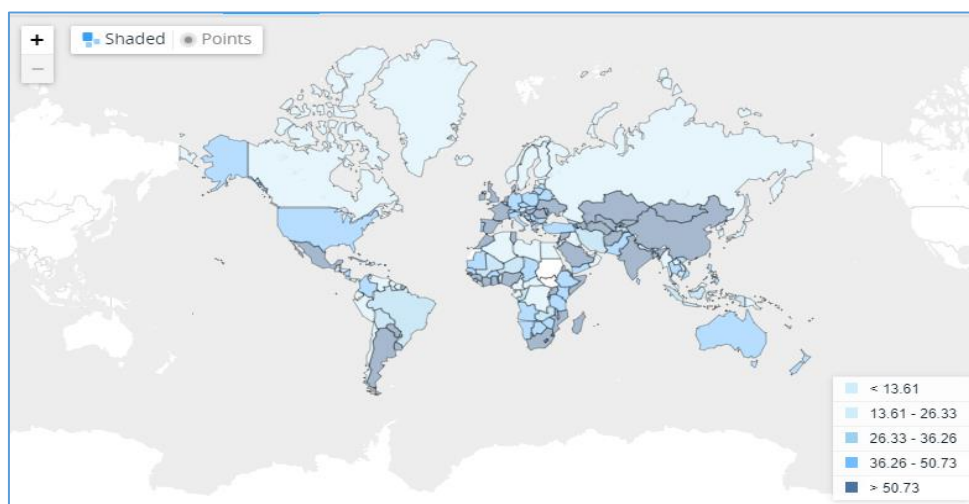 +
Shaded
Points
−
< 13.61
13.61 - 26.33
26.33 - 36.26
36.26 - 50.73
> 50.73